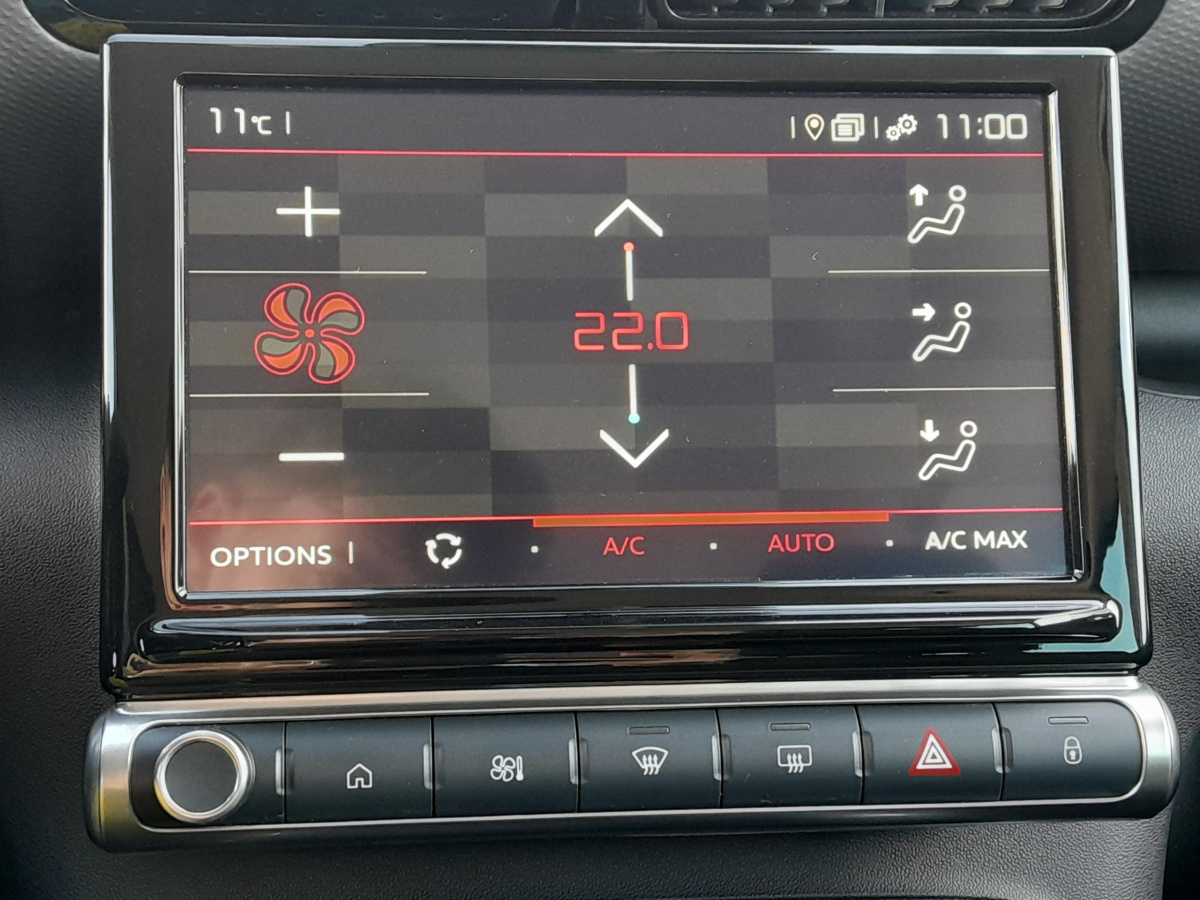 11°C 11:00
22.0
OPTIONS A/C AUTO A/C MAX